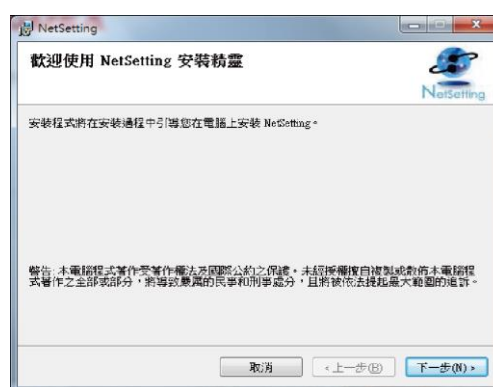 NetSetting
歡迎使用 NetSetting 安裝精靈
NetSetting
安裝程式將在安裝過程中引導您在電腦上安裝 NetSetting。
警告: 本電腦程式著作受著作權法及國際公約之保護。未經授權擅自複製或散佈本電腦程
式著作之全部或部分，將導致嚴厲的民事和刑事處分，且將被依法提起最大範圍的追訴。
取消
<上一步(B)
下一步(N)>